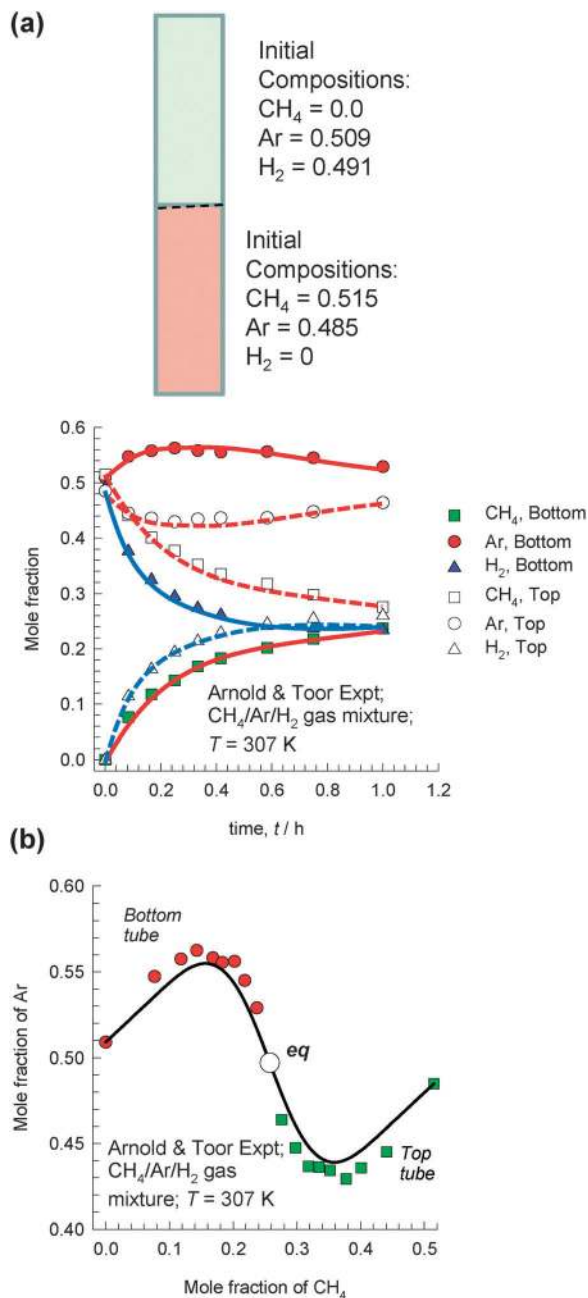 (a)
Initial
Compositions:
CH₄ = 0.0
Ar = 0.509
H₂ = 0.491
Initial
Compositions:
CH₄ = 0.515
Ar = 0.485
H₂ = 0
0.6
0.5
0.4
0.3
0.2
0.1
0.0
Mole fraction
Arnold & Toor Expt;
CH₄/Ar/H₂ gas mixture;
T = 307 K
0.0 0.2 0.4 0.6 0.8 1.0 1.2
time, t / h
CH₄, Bottom
Ar, Bottom
H₂, Bottom
CH₄, Top
Ar, Top
H₂, Top
(b)
0.60
0.55
0.50
0.45
0.40
Mole fraction of Ar
Bottom
tube
eq
Arnold & Toor Expt;
CH₄/Ar/H₂ gas
mixture; T = 307 K
Top
tube
0.0 0.1 0.2 0.3 0.4 0.5
Mole fraction of CH₄